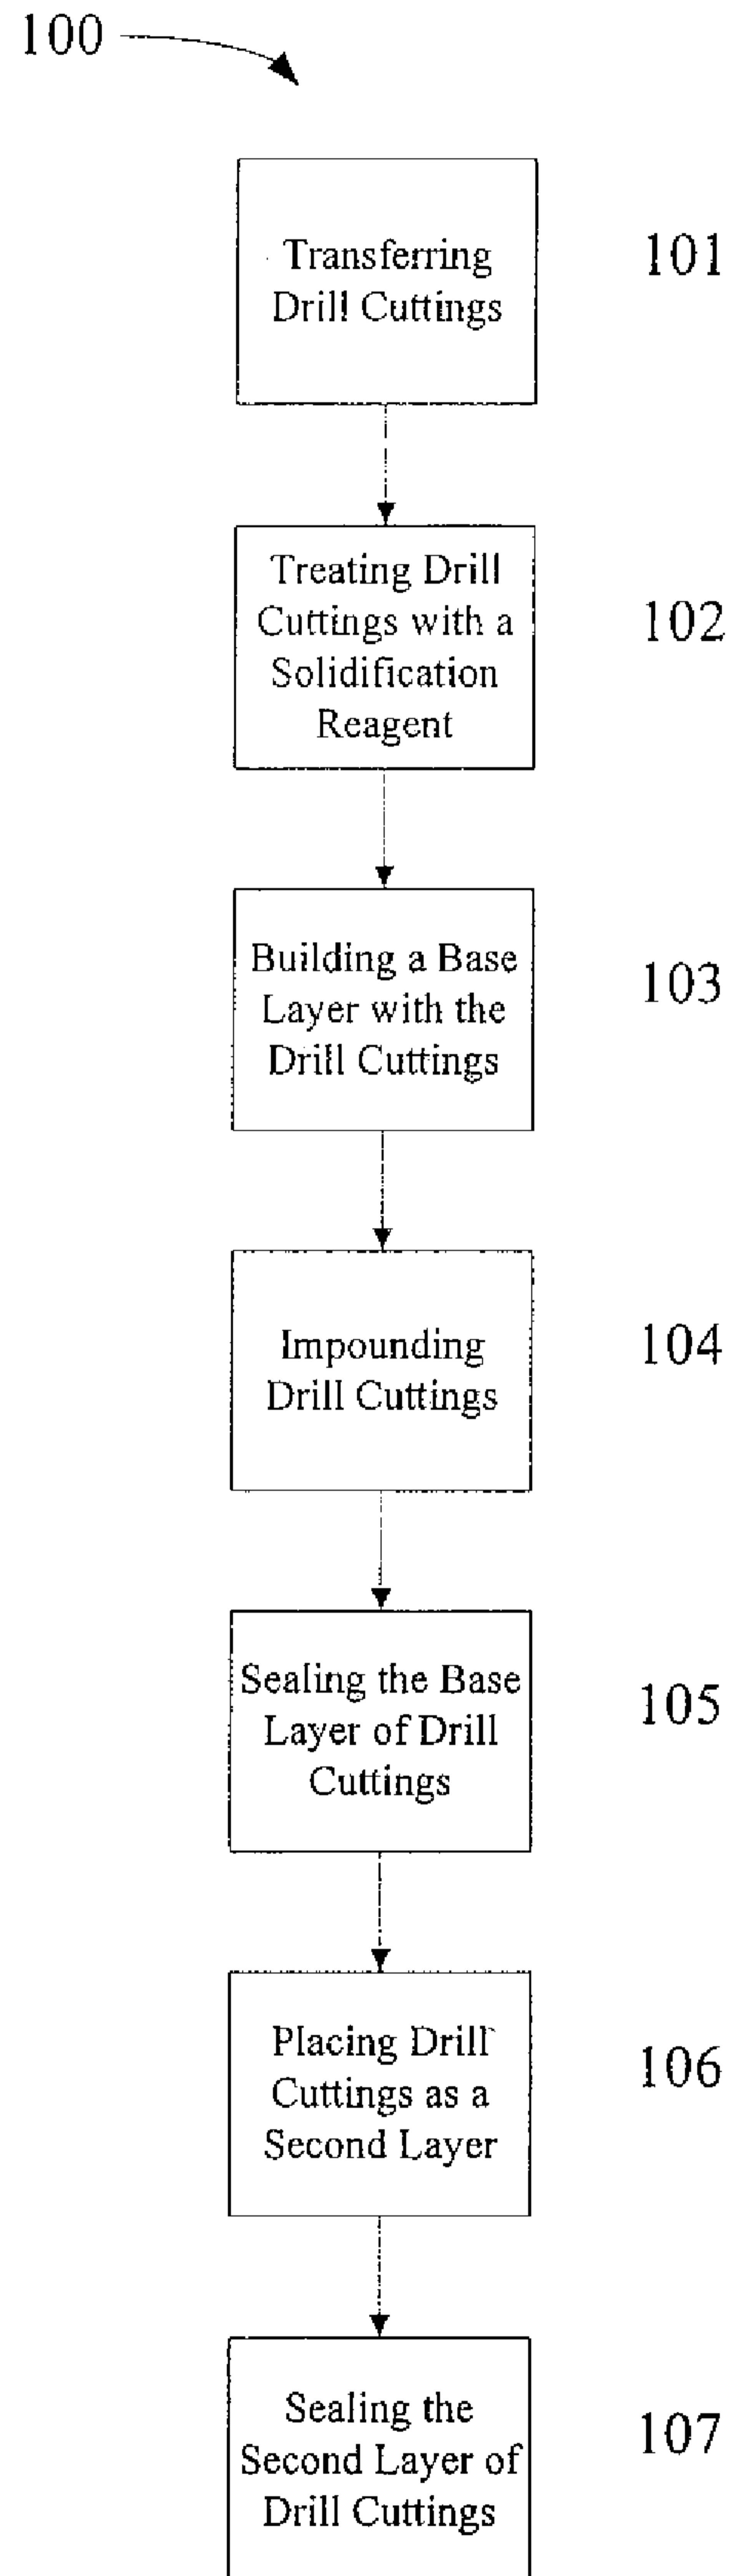 100
Transferring
Drill Cuttings
101
Treating Drill
Cuttings with a
Solidification
Reagent
102
Building a Base
Layer with the
Drill Cuttings
103
Impounding
Drill Cuttings
104
Sealing the Base
Layer of Drill
Cuttings
105
Placing Drill
Cuttings as a
Second Layer
106
Sealing the
Second Layer of
Drill Cuttings
107